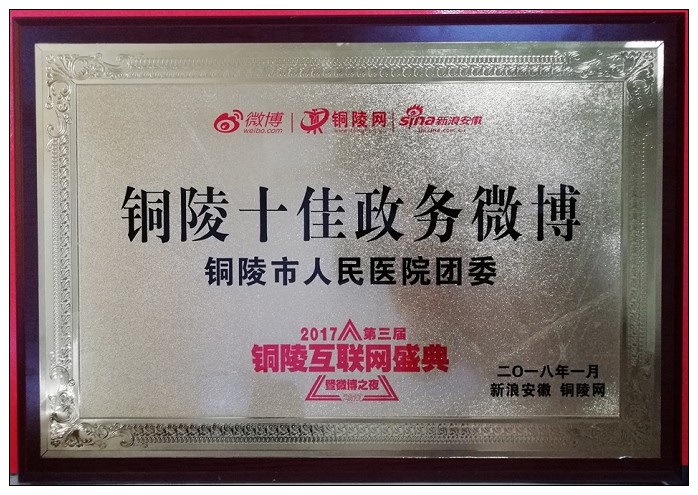 微博 weibo.com 铜陵网 sina新浪安徽
铜陵十佳政务微博
铜陵市人民医院团委
2017 第三届
铜陵互联网盛典
暨微博之夜
二〇一八年一月
新浪安徽 铜陵网